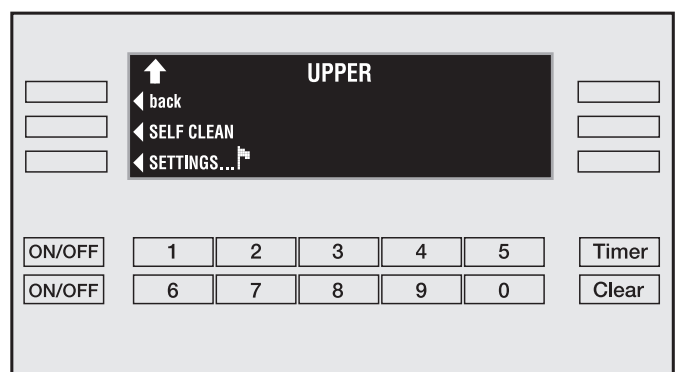 UPPER
back
SELF CLEAN
SETTINGS...
ON/OFF 1 2 3 4 5 Timer
ON/OFF 6 7 8 9 0 Clear